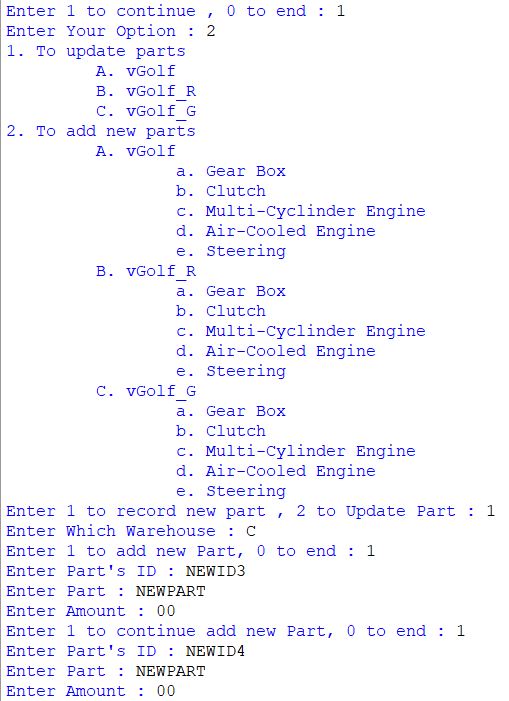 Enter 1 to continue , 0 to end : 1
Enter Your Option : 2
1. To update parts
A. vGolf
B. vGolf_R
C. vGolf_G
2. To add new parts
A. vGolf
a. Gear Box
b. Clutch
c. Multi-Cyclinder Engine
d. Air-Cooled Engine
e. Steering
B. vGolf_R
a. Gear Box
b. Clutch
c. Multi-Cyclinder Engine
d. Air-Cooled Engine
e. Steering
C. vGolf_G
a. Gear Box
b. Clutch
c. Multi-Cylinder Engine
d. Air-Cooled Engine
e. Steering
Enter 1 to record new part , 2 to Update Part : 1
Enter Which Warehouse : C
Enter 1 to add new Part, 0 to end : 1
Enter Part's ID : NEWID3
Enter Part : NEWPART
Enter Amount : 00
Enter 1 to continue add new Part, 0 to end : 1
Enter Part's ID : NEWID4
Enter Part : NEWPART
Enter Amount : 00